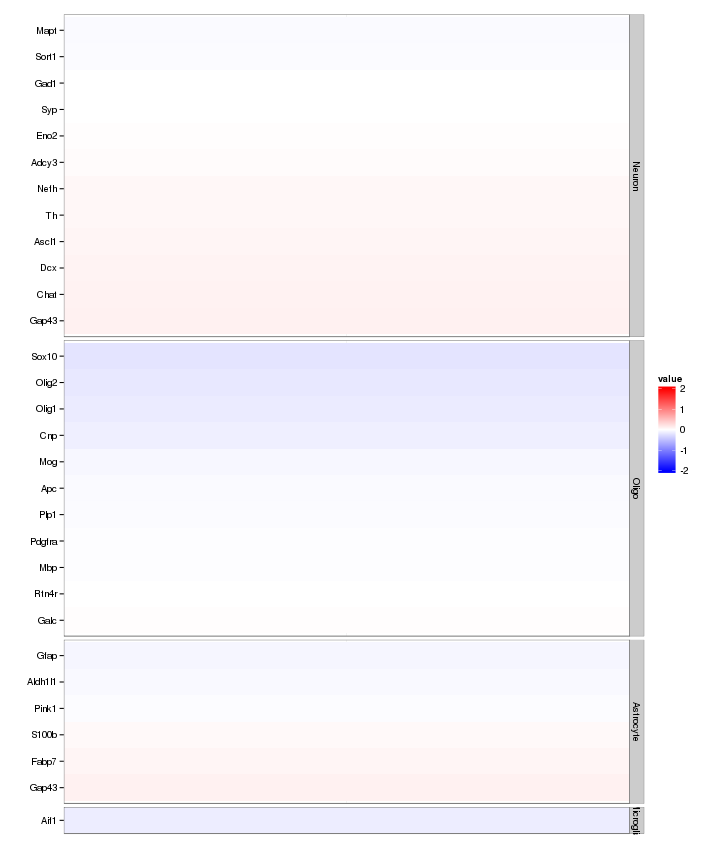 Mapt
Sort1
Gad1
Syp
Eno2
Adcy3
Nefh
Th
Ascl1
Dcx
Chat
Gap43
Neuron
Sox10
Olig2
Olig1
Cnp
Mog
Apc
Plp1
Pdgfra
Mbp
Rtn4r
Galc
Oligo
Gfap
Aldh1l1
Pink1
S100b
Fabp7
Gap43
Astrocyte
Aif1
value
2
1
0
-1
-2